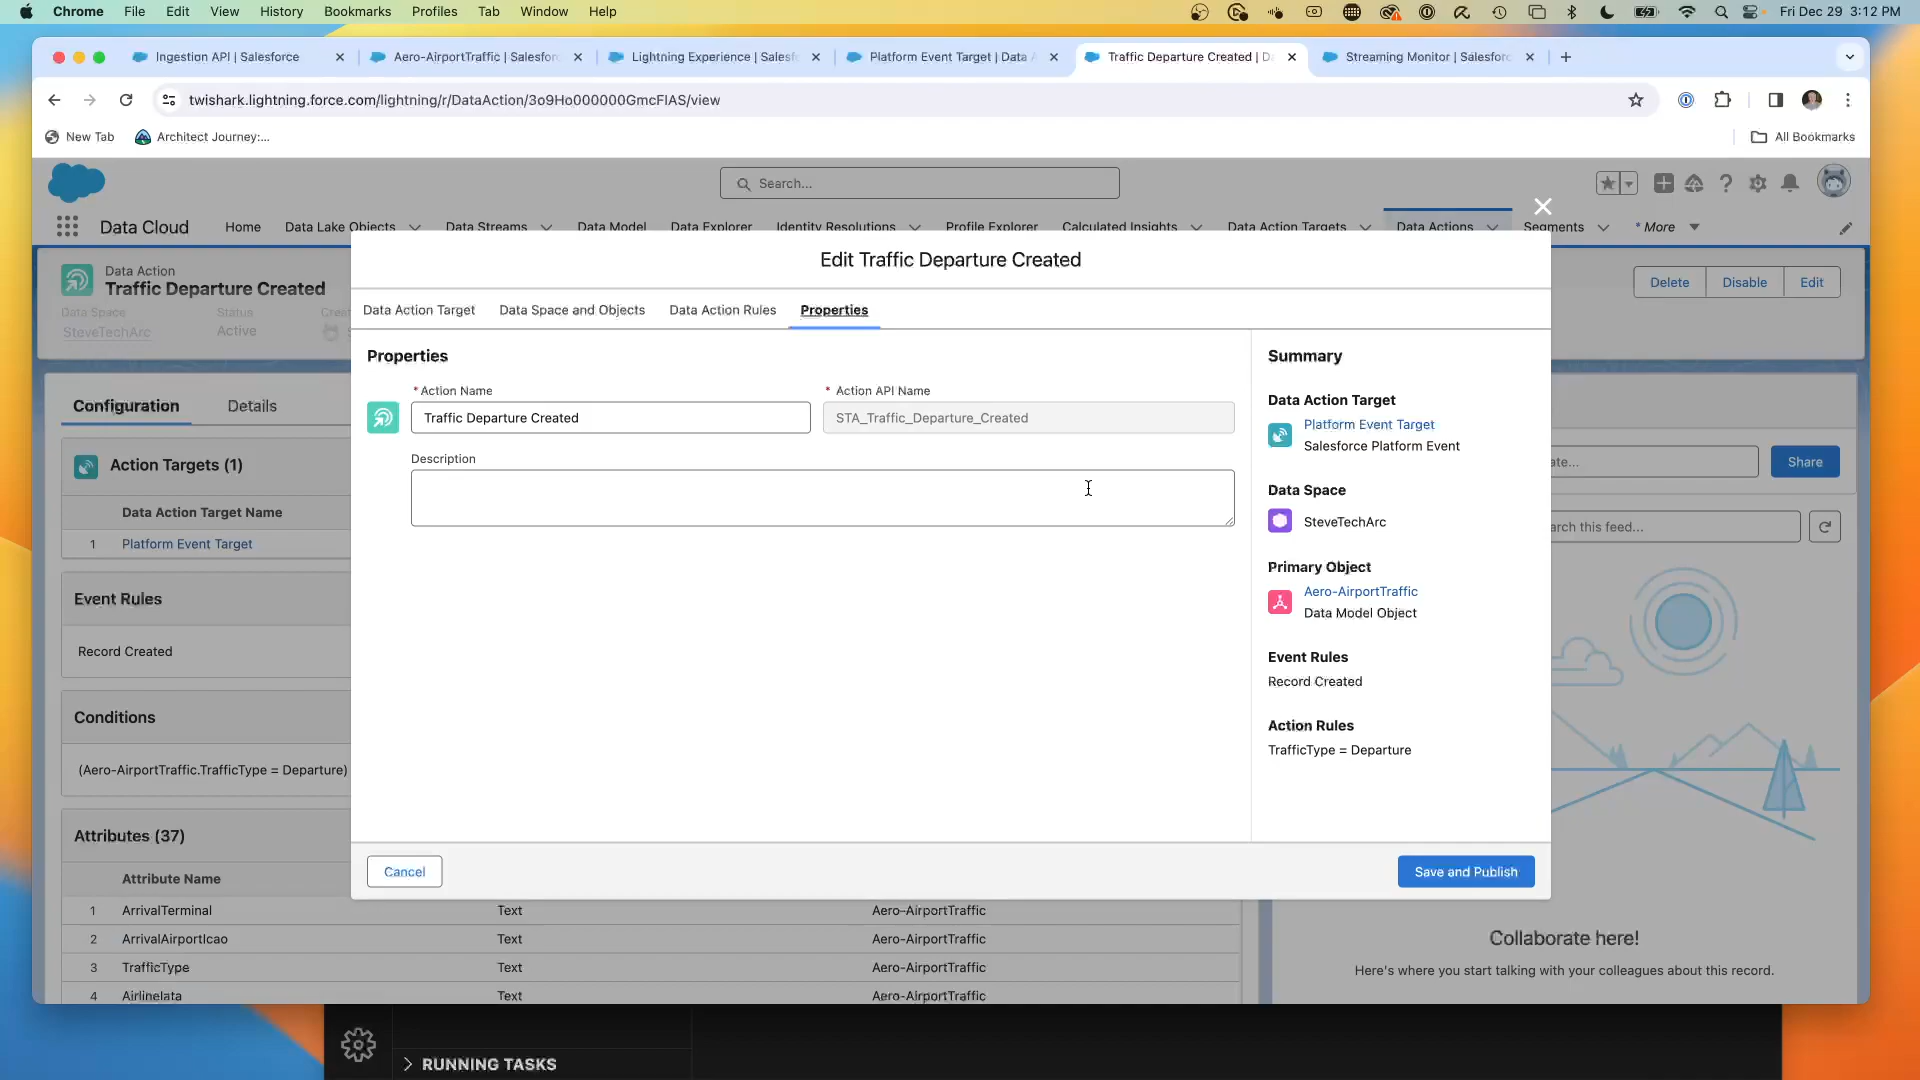 Chrome File Edit View History Bookmarks Profiles Tab Window Help Fri Dec 29 3:12 PM
Ingestion API | Salesforce Aero-AirportTraffic | Salesforc Lightning Experience | Salesf Platform Event Target | Data Traffic Departure Created | D Streaming Monitor | Salesforc
twishark.lightning.force.com/lightning/r/DataAction/3o9Ho000000GmcFIAS/view
New Tab Architect Journey:... All Bookmarks
Search...
Data Cloud Home Data Lake Objects Data Streams Data Model Data Explorer Identity Resolutions Profile Explorer Calculated Insights Data Action Targets Data Actions Segments * More
Data Action
Traffic Departure Created
Delete Disable Edit
Data Space Status
SteveTechArc Active
Edit Traffic Departure Created
Data Action Target Data Space and Objects Data Action Rules Properties
Properties
* Action Name * Action API Name
Traffic Departure Created STA_Traffic_Departure_Created
Description
Summary
Data Action Target
Platform Event Target
Salesforce Platform Event
Data Space
SteveTechArc
Primary Object
Aero-AirportTraffic
Data Model Object
Event Rules
Record Created
Action Rules
TrafficType = Departure
Cancel Save and Publish
Configuration Details
Action Targets (1)
Data Action Target Name
1 Platform Event Target
Event Rules
Record Created
Conditions
(Aero-AirportTraffic.TrafficType = Departure)
Attributes (37)
Attribute Name
1 ArrivalTerminal Text Aero-AirportTraffic
2 ArrivalAirportIcao Text Aero-AirportTraffic
3 TrafficType Text Aero-AirportTraffic
4 AirlineIata Text Aero-AirportTraffic
ate... Share
arch this feed...
Collaborate here!
Here's where you start talking with your colleagues about this record.
RUNNING TASKS